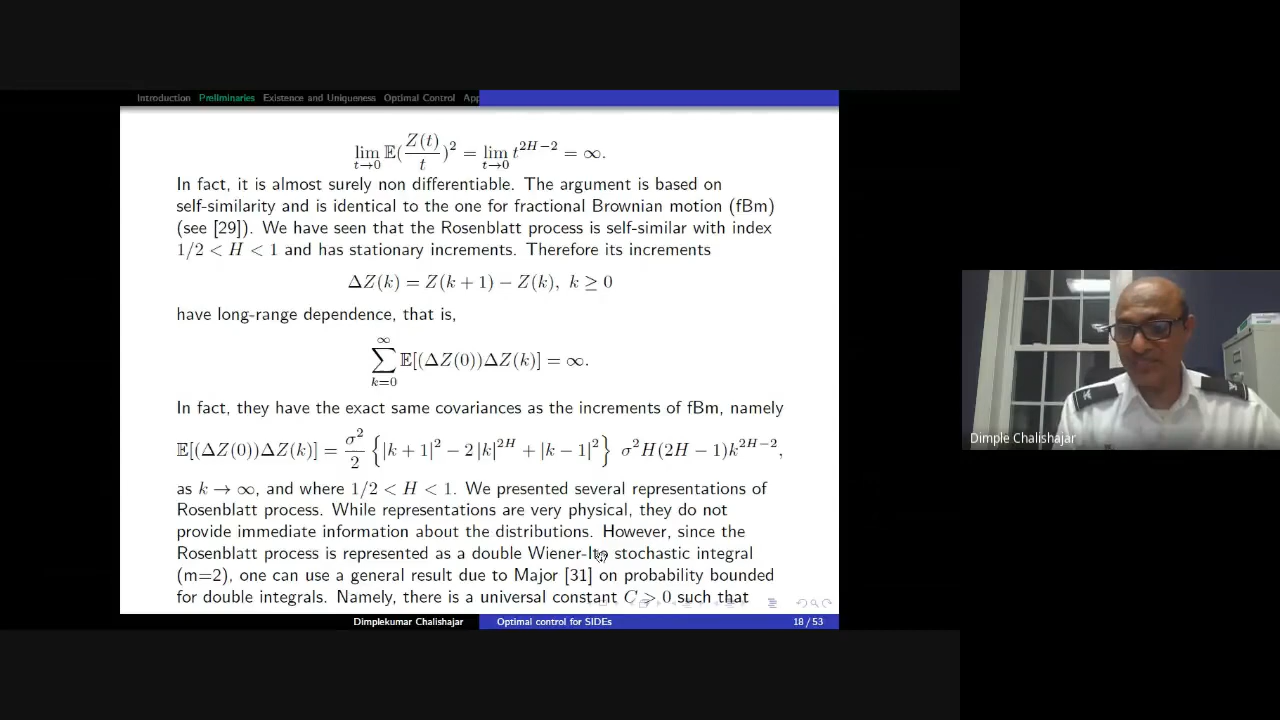 Introduction Preliminaries Existence and Uniqueness Optimal Control App
lim t→0 𝔼(Z(t)/t)² = lim t→0 t^{2H−2} = ∞.
In fact, it is almost surely non differentiable. The argument is based on
self-similarity and is identical to the one for fractional Brownian motion (fBm)
(see [29]). We have seen that the Rosenblatt process is self-similar with index
1/2 < H < 1 and has stationary increments. Therefore its increments
ΔZ(k) = Z(k + 1) − Z(k), k ≥ 0
have long-range dependence, that is,
∑_{k=0}^{∞} 𝔼[(ΔZ(0))ΔZ(k)] = ∞.
In fact, they have the exact same covariances as the increments of fBm, namely
𝔼[(ΔZ(0))ΔZ(k)] = σ²/2 {|k + 1|² − 2 |k|^{2H} + |k − 1|²} σ²H(2H − 1)k^{2H−2},
as k → ∞, and where 1/2 < H < 1. We presented several representations of
Rosenblatt process. While representations are very physical, they do not
provide immediate information about the distributions. However, since the
Rosenblatt process is represented as a double Wiener-Ito stochastic integral
(m=2), one can use a general result due to Major [31] on probability bounded
for double integrals. Namely, there is a universal constant C > 0 such that
Dimplekumar Chalishajar Optimal control for SIDEs 18 / 53
Dimple Chalishajar